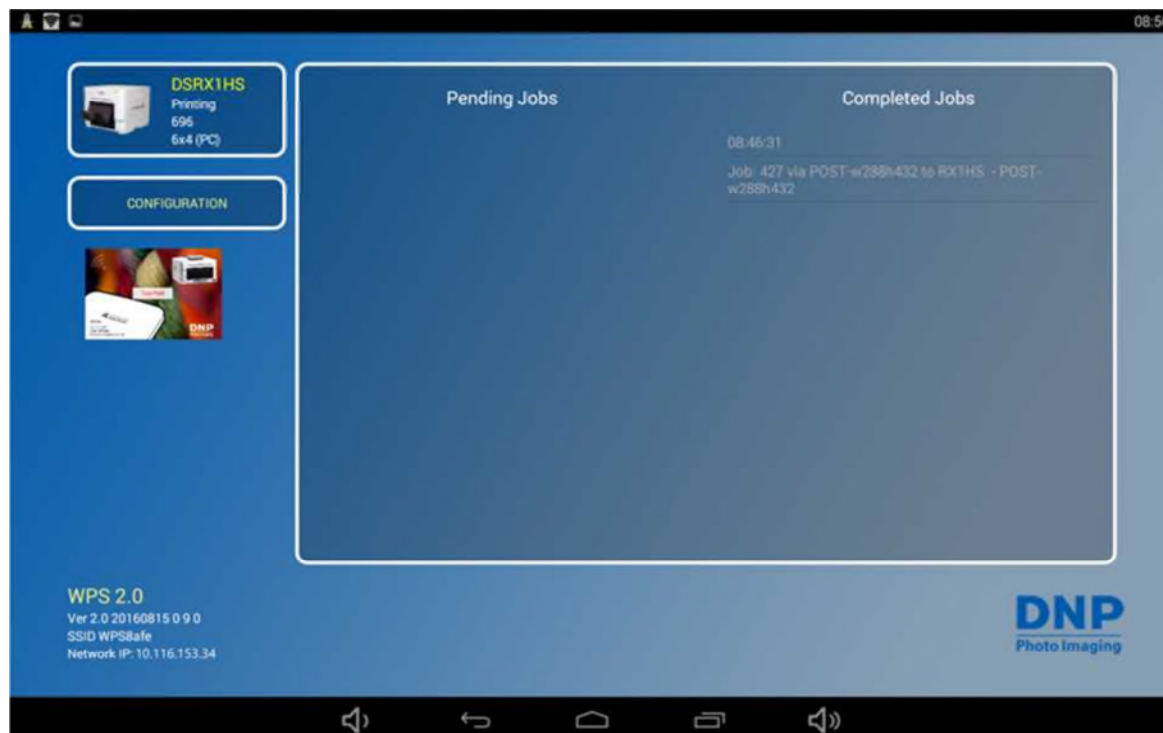 08:50
DSRX1HS
Printing
696
6x4 (PC)
CONFIGURATION
DNP
Pending Jobs
Completed Jobs
08:46:31
Job: 427 via POST-w288h432 to RX1HS - POST-
w288h432
WPS 2.0
Ver 2.0 20160815 0 9 0
SSID WPS8afe
Network IP: 10.116.153.34
DNP
Photo Imaging